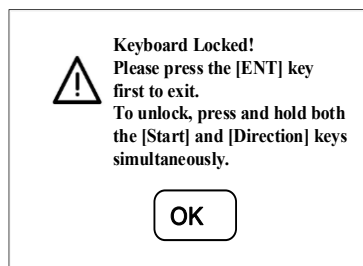 Keyboard Locked!
Please press the [ENT] key
first to exit.
To unlock, press and hold both
the [Start] and [Direction] keys
simultaneously.
OK